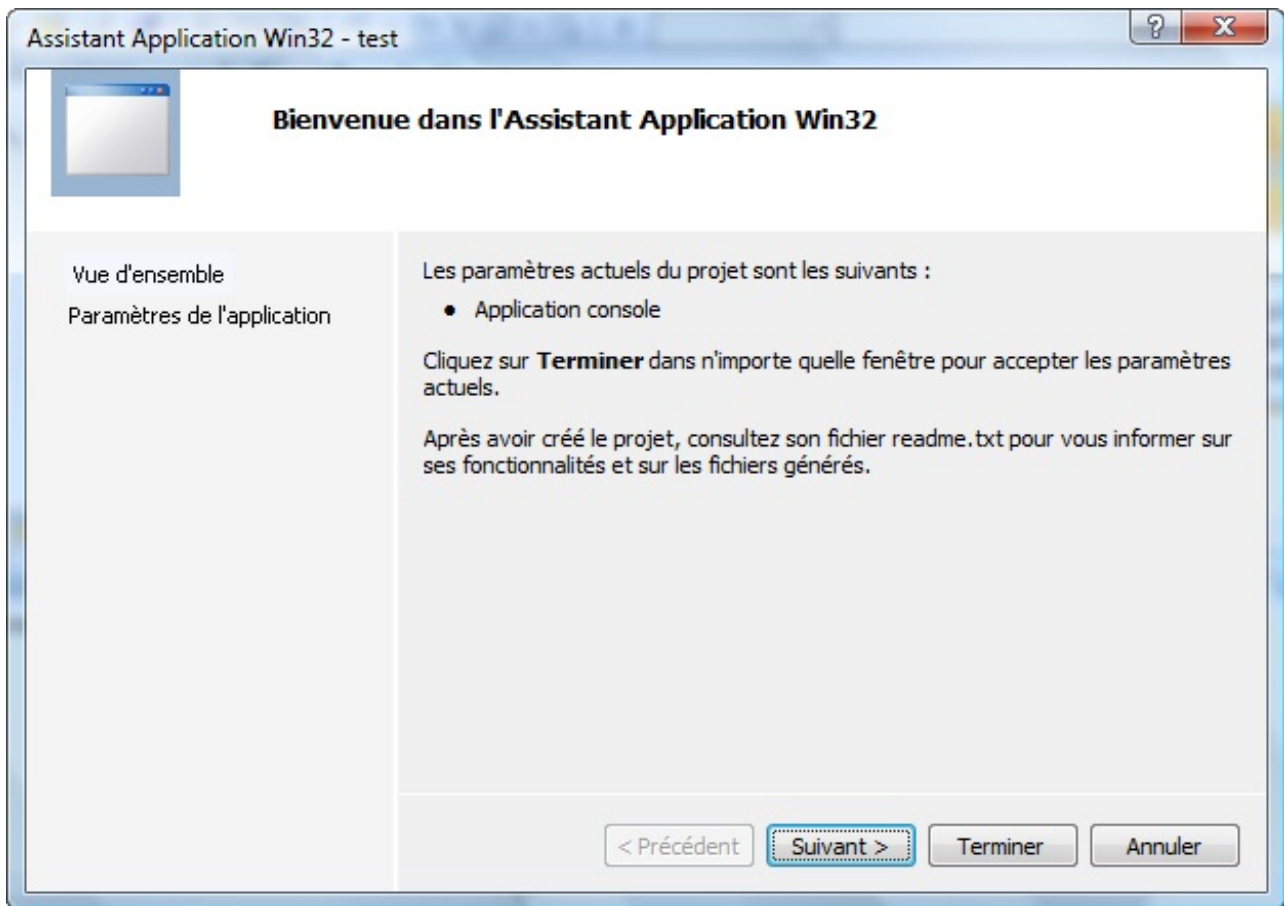 Assistant Application Win32 - test
Bienvenue dans l'Assistant Application Win32
Vue d'ensemble
Paramètres de l'application
Les paramètres actuels du projet sont les suivants :
● Application console
Cliquez sur Terminer dans n'importe quelle fenêtre pour accepter les paramètres
actuels.
Après avoir créé le projet, consultez son fichier readme.txt pour vous informer sur
ses fonctionnalités et sur les fichiers générés.
< Précédent Suivant > Terminer Annuler